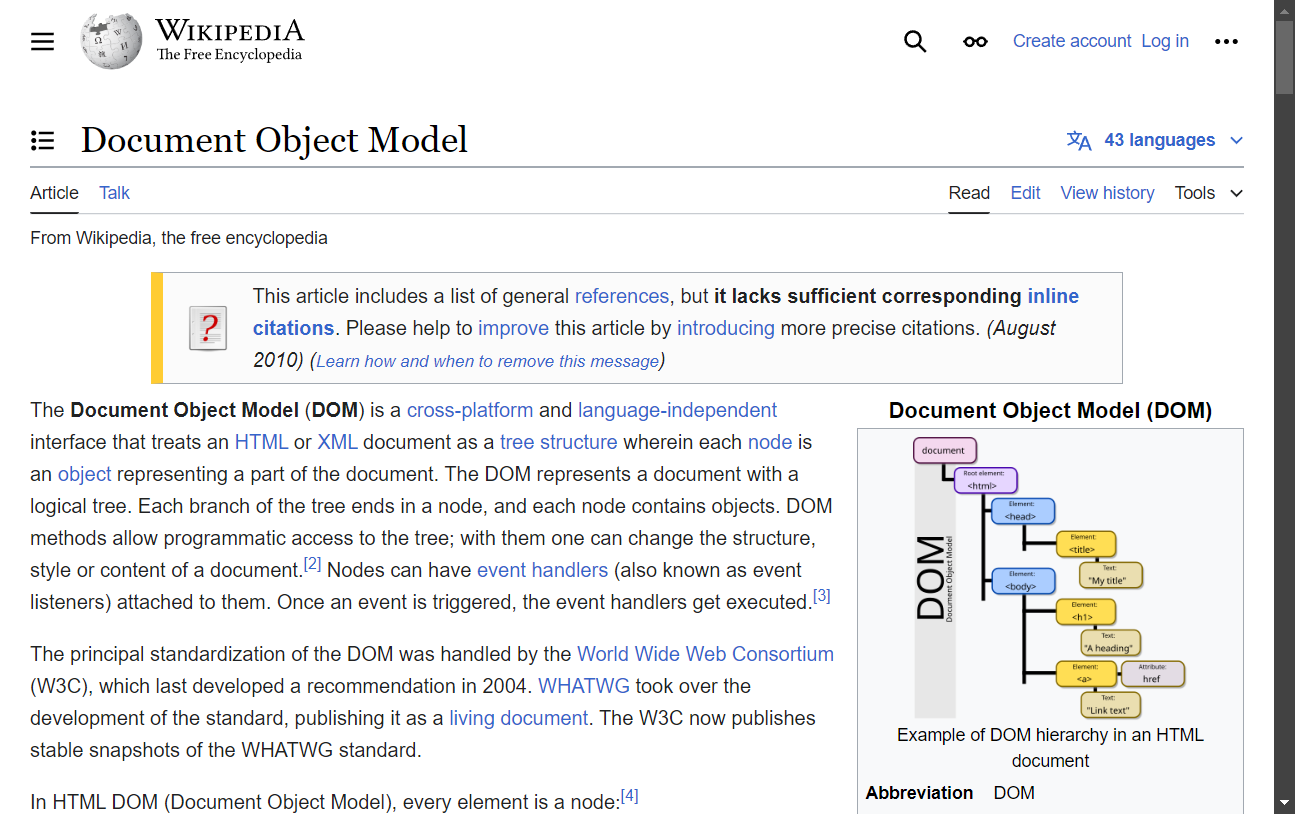 WIKIPEDIA
The Free Encyclopedia
Create account Log in
Document Object Model
43 languages
Article Talk
Read Edit View history Tools
From Wikipedia, the free encyclopedia
This article includes a list of general references, but it lacks sufficient corresponding inline
citations. Please help to improve this article by introducing more precise citations. (August
2010) (Learn how and when to remove this message)
The Document Object Model (DOM) is a cross-platform and language-independent
interface that treats an HTML or XML document as a tree structure wherein each node is
an object representing a part of the document. The DOM represents a document with a
logical tree. Each branch of the tree ends in a node, and each node contains objects. DOM
methods allow programmatic access to the tree; with them one can change the structure,
style or content of a document.[2] Nodes can have event handlers (also known as event
listeners) attached to them. Once an event is triggered, the event handlers get executed.[3]
The principal standardization of the DOM was handled by the World Wide Web Consortium
(W3C), which last developed a recommendation in 2004. WHATWG took over the
development of the standard, publishing it as a living document. The W3C now publishes
stable snapshots of the WHATWG standard.
In HTML DOM (Document Object Model), every element is a node:[4]
Document Object Model (DOM)
DOM
Document Object Model
document
Root element:
<html>
Element:
<head>
Element:
<title>
Text:
"My title"
Element:
<body>
Element:
<h1>
Text:
"A heading"
Element:
<a>
Attribute:
href
Text:
"Link text"
Example of DOM hierarchy in an HTML
document
Abbreviation DOM